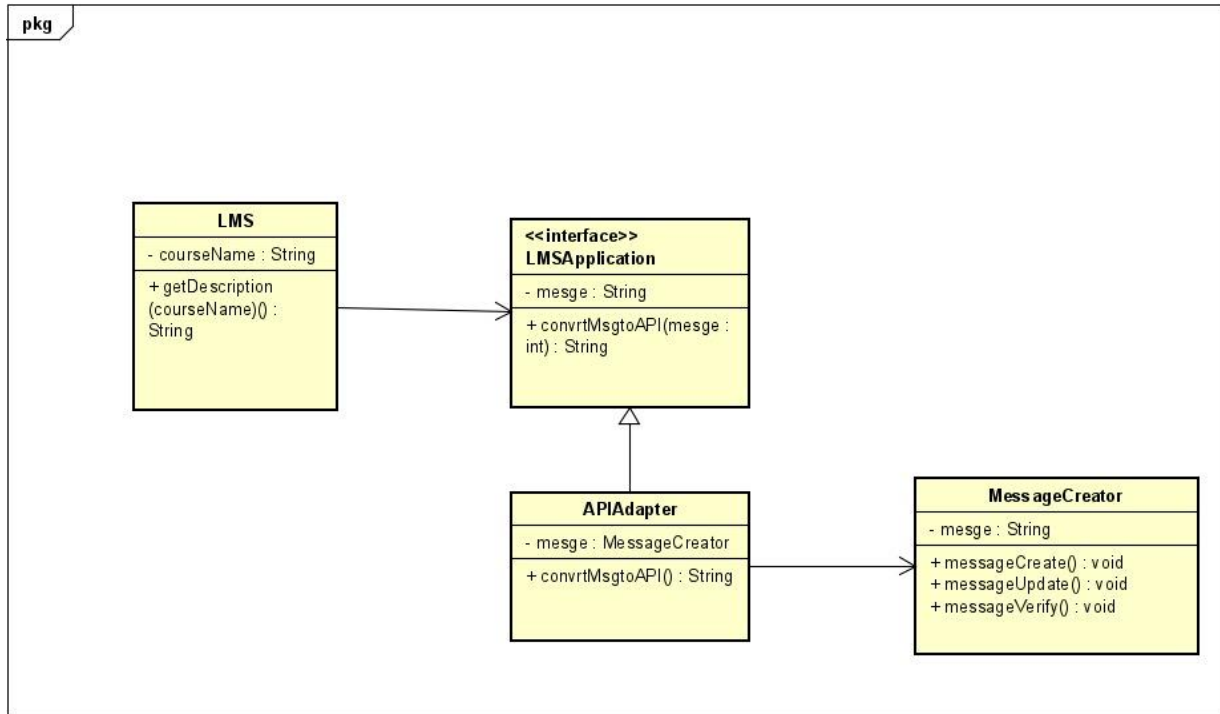 pkg
LMS
- courseName : String
+ getDescription
(courseName)() :
String
<<interface>>
LMSApplication
- mesge : String
+ convrtMsgtoAPI(mesge :
int) : String
APIAdapter
- mesge : MessageCreator
+ convrtMsgtoAPI() : String
MessageCreator
- mesge : String
+ messageCreate() : void
+ messageUpdate() : void
+ messageVerify() : void